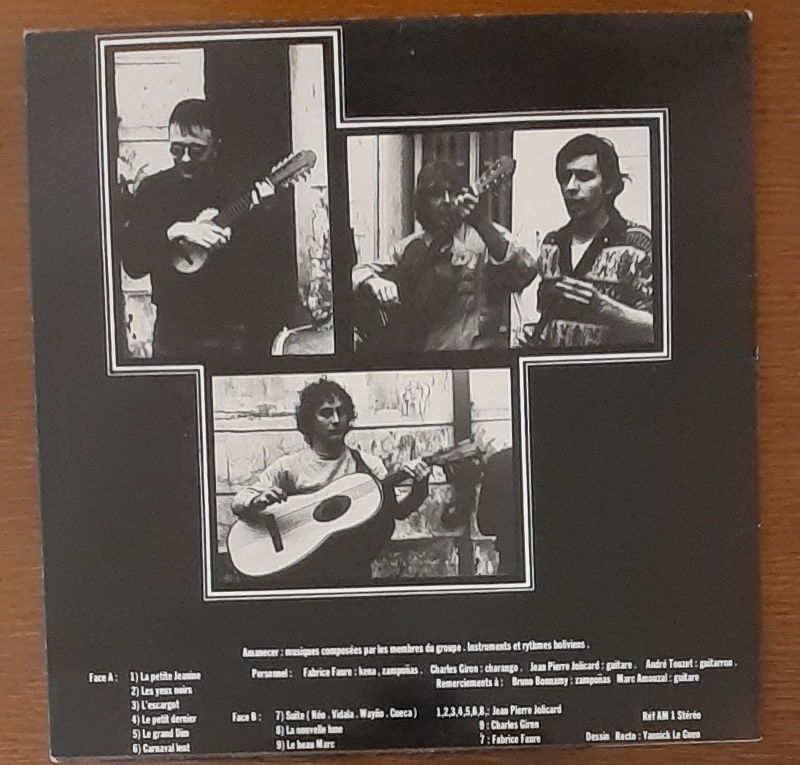 Amanecer : musiques composées par les membres du groupe . Instruments et rythmes boliviens .
Personnel : Fabrice Faure : kena , zampoñas . Charles Giron : charango . Jean Pierre Jolicard : guitare . André Touzet : guitarron .
Remerciements à : Bruno Bonnamy : zampoñas Marc Amouzal : guitare
Face A : 1) La petite Jeanine
2) Les yeux noirs
3) L'escargot
4) Le petit dernier
5) Le grand Dim
6) Carnaval lent
Face B : 7) Suite ( Néo . Vidala . Wayño . Cueca )
8) La nouvelle lune
9) Le beau Marc
1,2,3,4,5,6,8,: Jean Pierre Jolicard
9 : Charles Giron
7 : Fabrice Faure
Réf AM 1 Stéréo
Dessin Recto : Yannick Le Guen